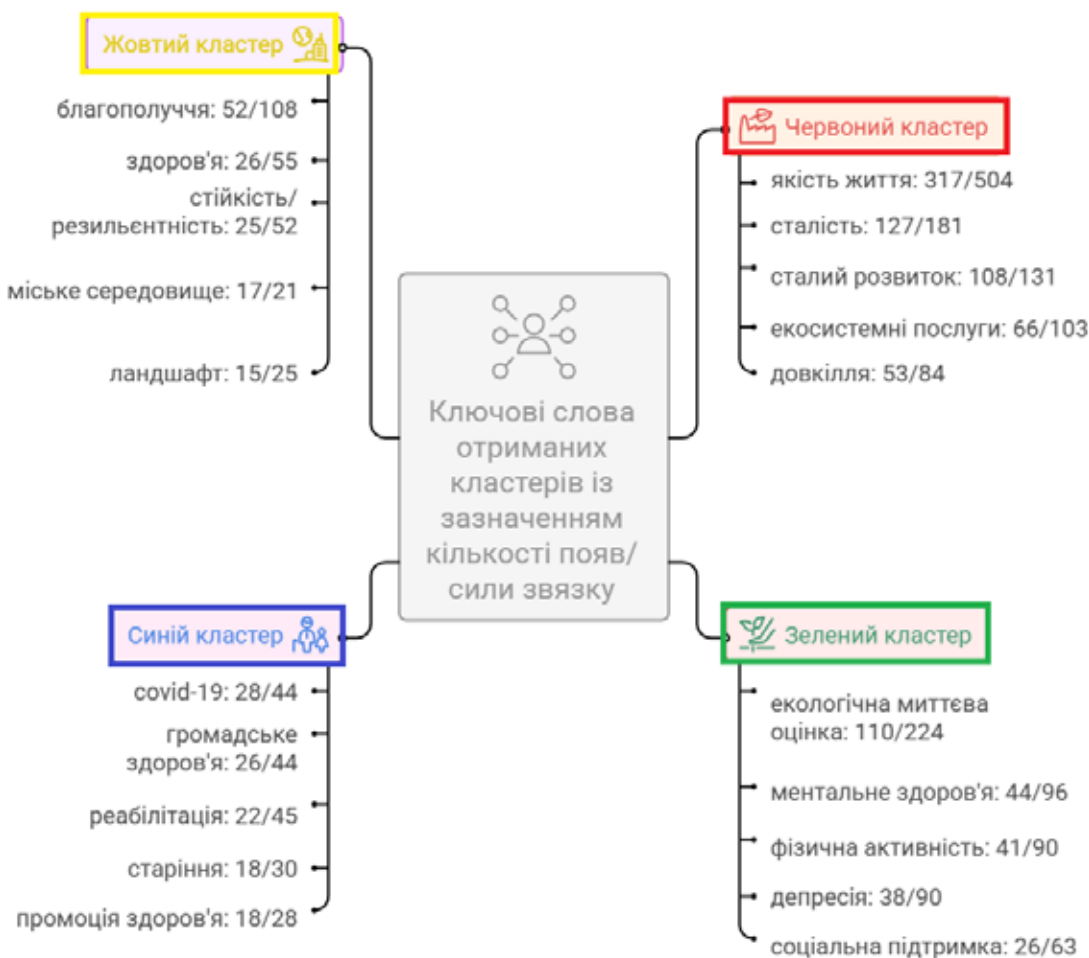 Жовтий кластер
благополуччя: 52/108
здоров'я: 26/55
стійкість/
резильєнтність: 25/52
міське середовище: 17/21
ландшафт: 15/25
Червоний кластер
якість життя: 317/504
сталість: 127/181
сталий розвиток: 108/131
екосистемні послуги: 66/103
довкілля: 53/84
Ключові слова
отриманих
кластерів із
зазначенням
кількості появ/
сили звязку
Синій кластер
covid-19: 28/44
громадське
здоров'я: 26/44
реабілітація: 22/45
старіння: 18/30
промоція здоров'я: 18/28
Зелений кластер
екологічна миттєва
оцінка: 110/224
ментальне здоров'я: 44/96
фізична активність: 41/90
депресія: 38/90
соціальна підтримка: 26/63